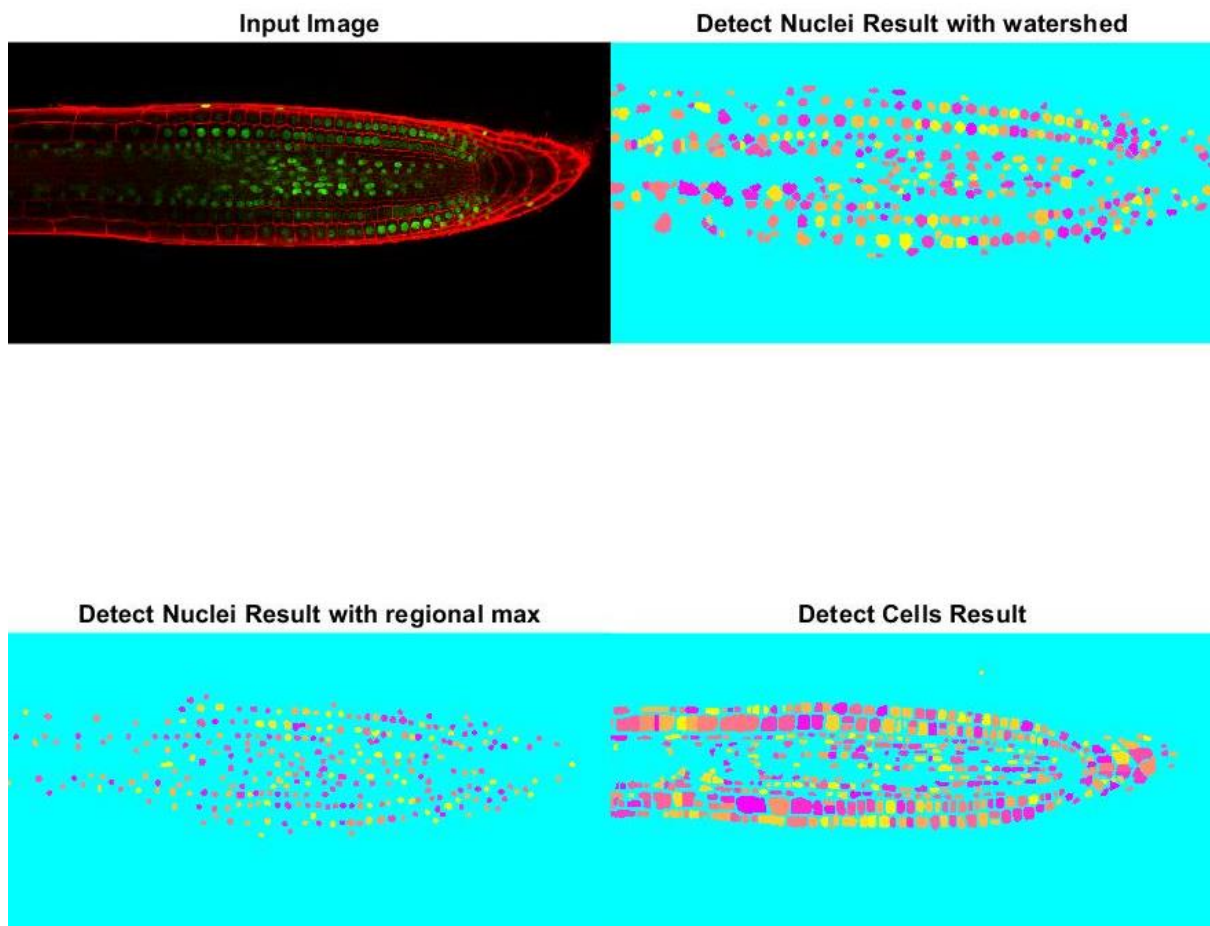 Input Image
Detect Nuclei Result with watershed
Detect Nuclei Result with regional max
Detect Cells Result